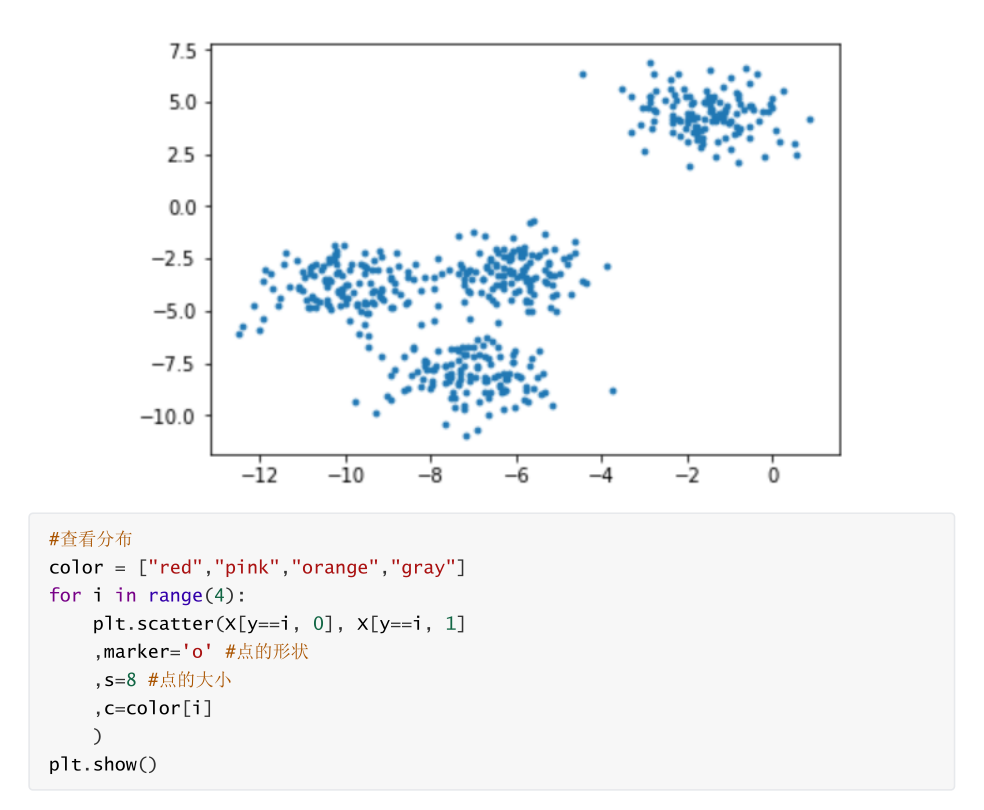 7.5
5.0
2.5
0.0
−2.5
−5.0
−7.5
−10.0
−12 −10 −8 −6 −4 −2 0
#查看分布
color = ["red","pink","orange","gray"]
for i in range(4):
    plt.scatter(X[y==i, 0], X[y==i, 1]
    ,marker='o' #点的形状
    ,s=8 #点的大小
    ,c=color[i]
    )
plt.show()